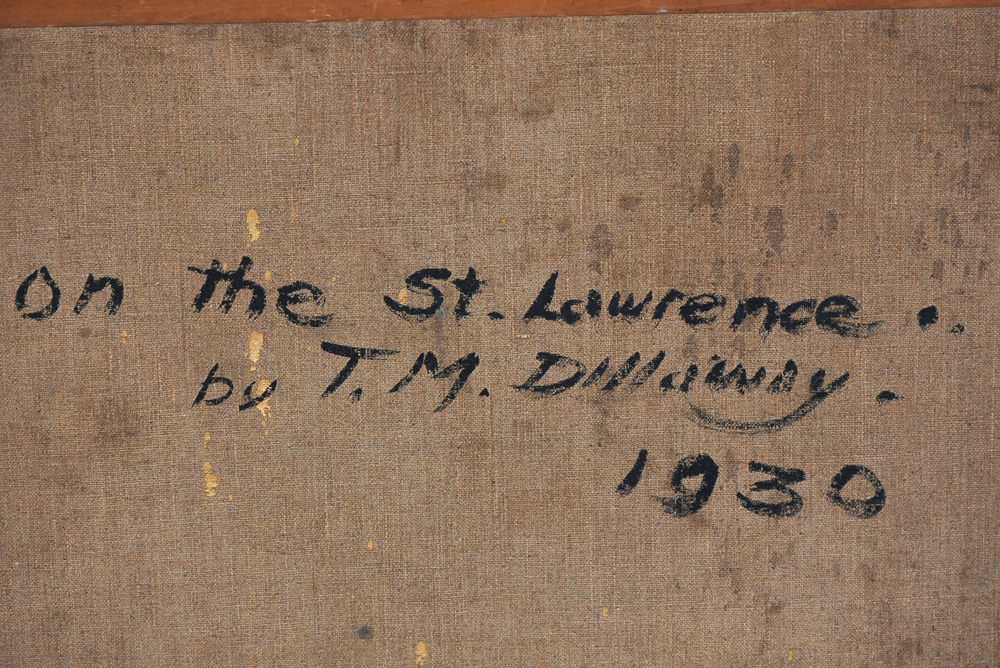 On the St. Lawrence..
by T. M. Dillaway.
1930